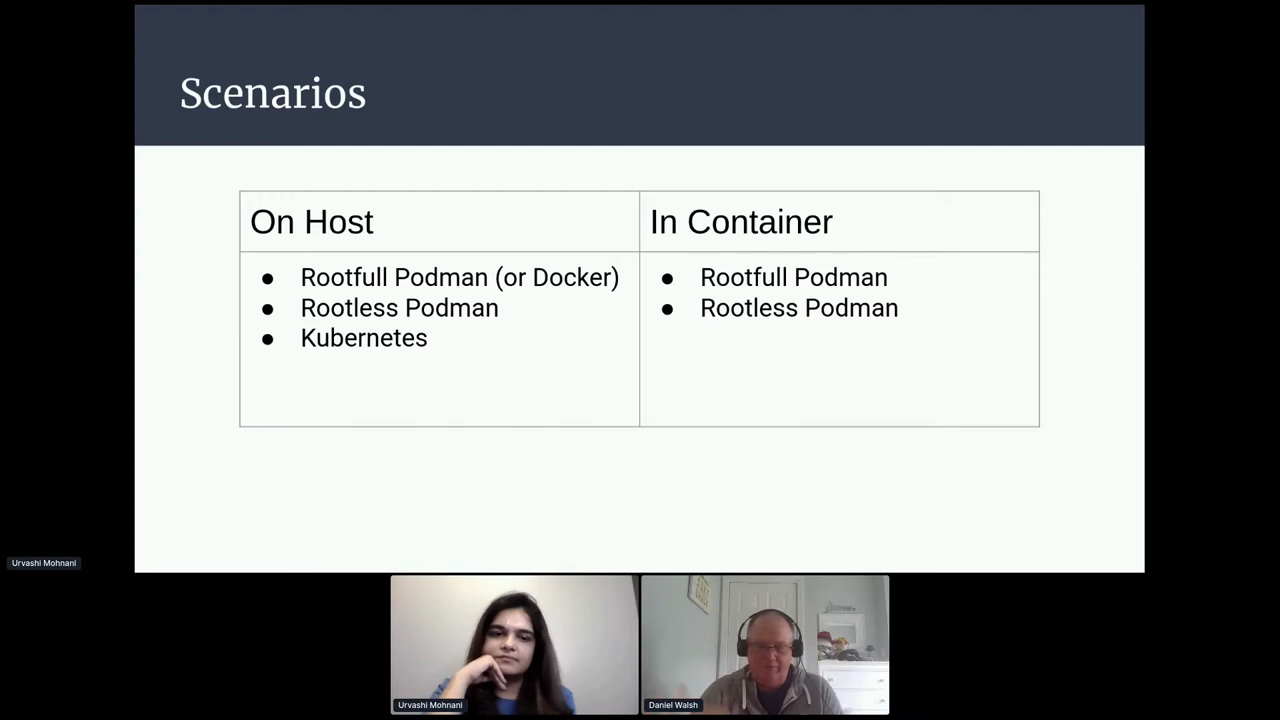 Scenarios
On Host
In Container
● Rootfull Podman (or Docker)
● Rootless Podman
● Kubernetes
● Rootfull Podman
● Rootless Podman
Urvashi Mohnani
Urvashi Mohnani
Daniel Walsh